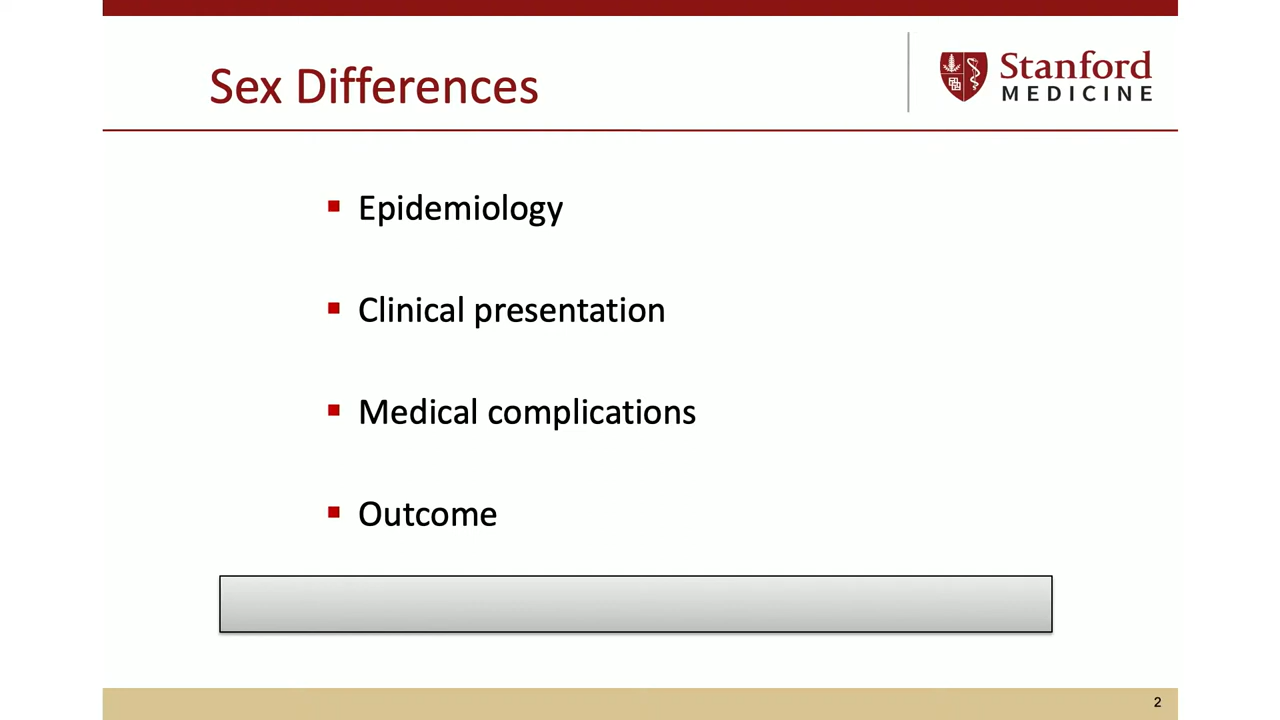 Sex Differences
Stanford
MEDICINE
▪ Epidemiology
▪ Clinical presentation
▪ Medical complications
▪ Outcome
2